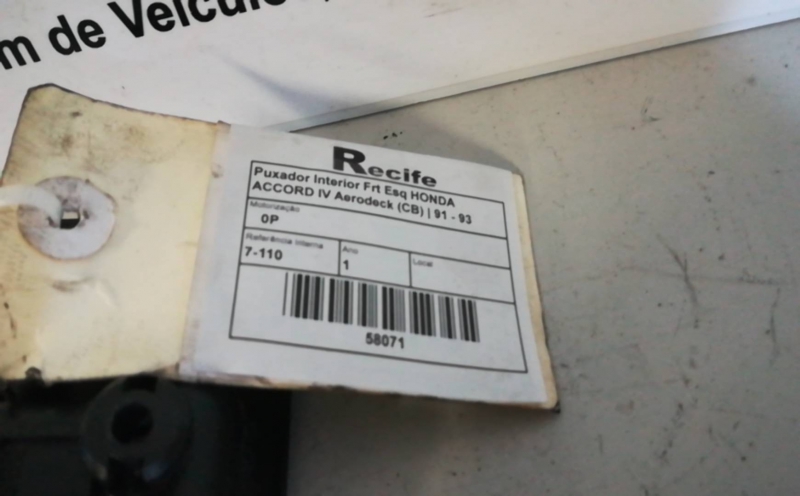 m de Veículo
Recife
Puxador Interior Frt Esq HONDA
ACCORD IV Aerodeck (CB) | 91 - 93
Motorização
0P
Referência Interna
Ano
Local
7-110
1
58071